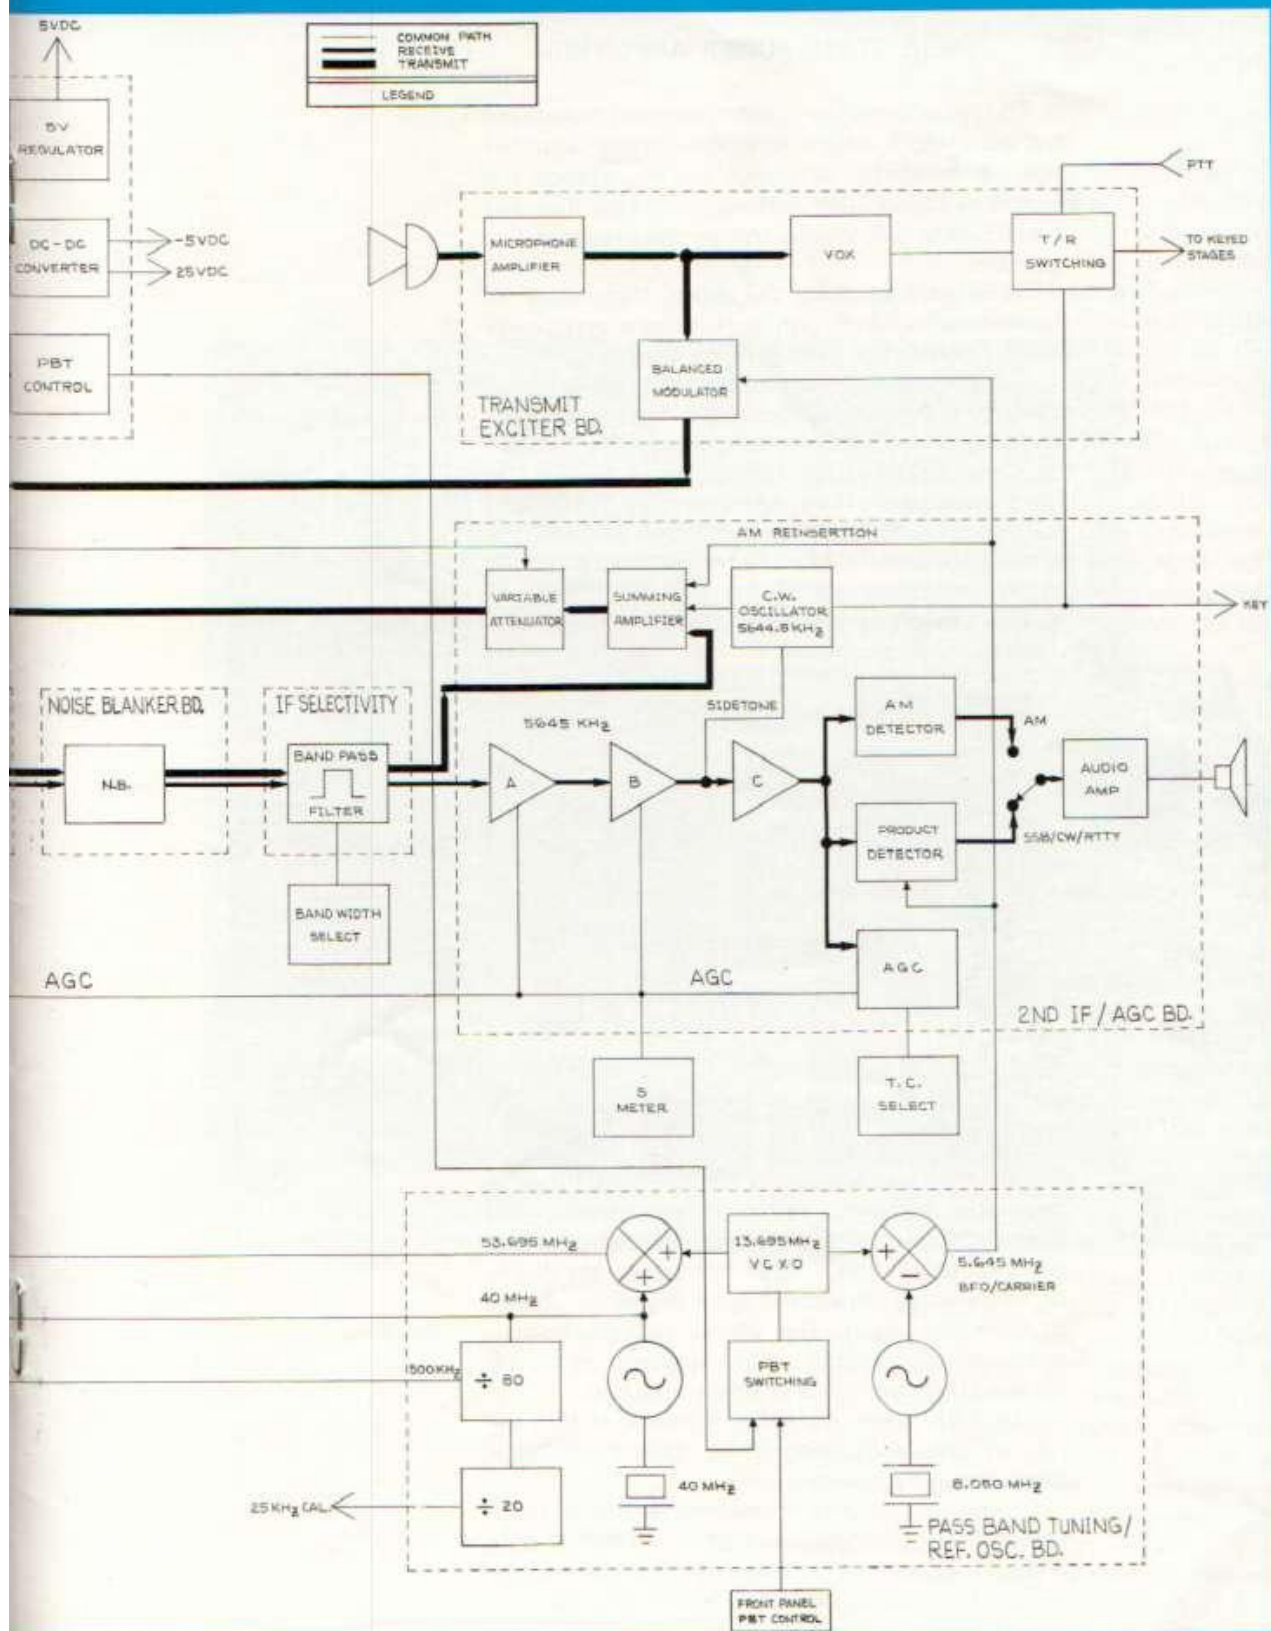 5VDC
COMMON PATH
RECEIVE
TRANSMIT
LEGEND
5V
REGULATOR
DC-DC
CONVERTER
-5VDC
25VDC
PBT
CONTROL
MICROPHONE
AMPLIFIER
VOX
T/R
SWITCHING
PTT
TO KEYED
STAGES
BALANCED
MODULATOR
TRANSMIT
EXCITER BD.
AM REINSERTION
VARIABLE
ATTENUATOR
SUMMING
AMPLIFIER
C.W.
OSCILLATOR
5644.5 KHz
KEY
NOISE BLANKER BD.
N.B.
IF SELECTIVITY
BAND PASS
FILTER
BAND WIDTH
SELECT
5645 KHz
SIDETONE
A
B
C
AM
DETECTOR
AM
PRODUCT
DETECTOR
SSB/CW/RTTY
AUDIO
AMP
AGC
AGC
AGC
2ND IF / AGC BD.
S
METER
T.C.
SELECT
53.695 MHz
+
+
13.695MHz
VCXO
+
-
5.645 MHz
BFO/CARRIER
40 MHz
500KHz
÷ 80
÷ 20
25 KHz CAL.
PBT
SWITCHING
40 MHz
8.050 MHz
PASS BAND TUNING/
REF. OSC. BD.
FRONT PANEL
PBT CONTROL